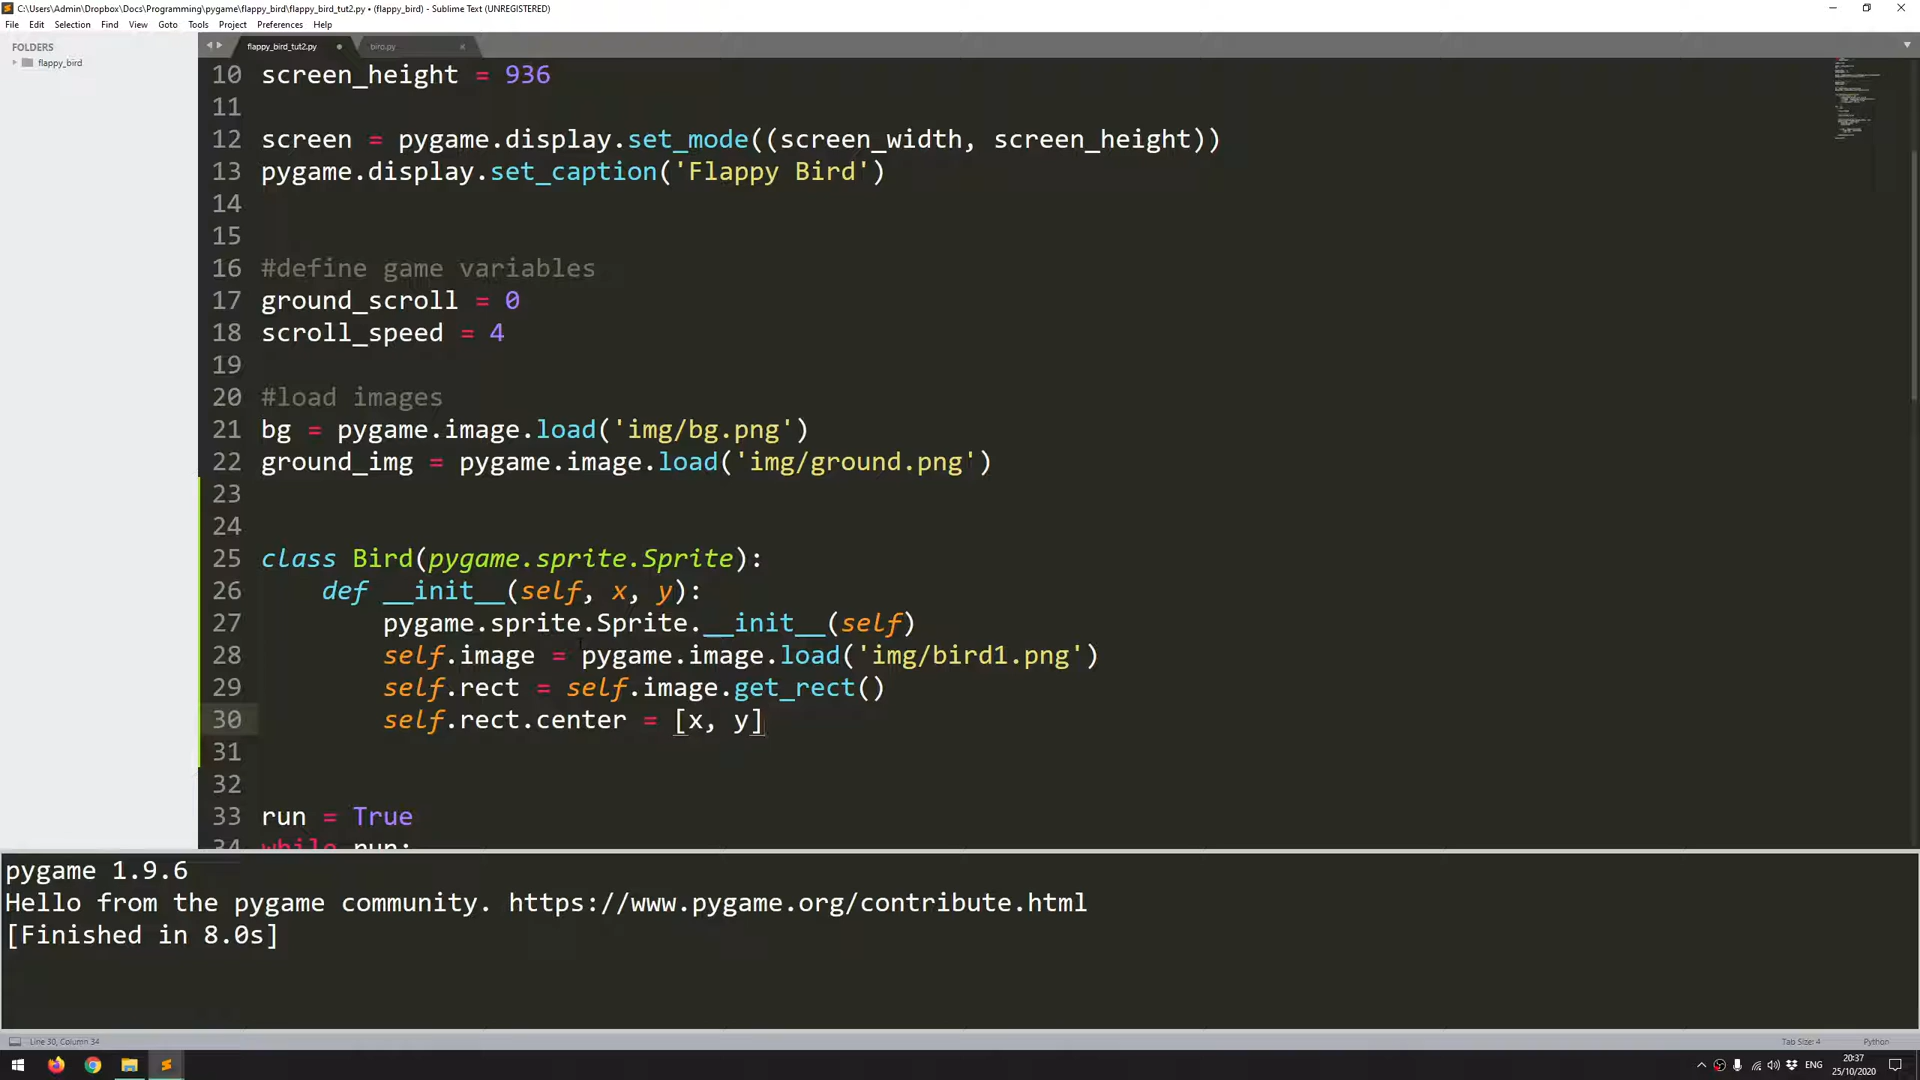 C:\Users\Admin\Dropbox\Docs\Programming\pygame\flappy_bird\flappy_bird_tut2.py • (flappy_bird) - Sublime Text (UNREGISTERED)
File Edit Selection Find View Goto Tools Project Preferences Help
FOLDERS
flappy_bird
flappy_bird_tut2.py
10 screen_height = 936
11
12 screen = pygame.display.set_mode((screen_width, screen_height))
13 pygame.display.set_caption('Flappy Bird')
14
15
16 #define game variables
17 ground_scroll = 0
18 scroll_speed = 4
19
20 #load images
21 bg = pygame.image.load('img/bg.png')
22 ground_img = pygame.image.load('img/ground.png')
23
24
25 class Bird(pygame.sprite.Sprite):
26 def __init__(self, x, y):
27 pygame.sprite.Sprite.__init__(self)
28 self.image = pygame.image.load('img/bird1.png')
29 self.rect = self.image.get_rect()
30 self.rect.center = [x, y]
31
32
33 run = True
34 while run:
pygame 1.9.6
Hello from the pygame community. https://www.pygame.org/contribute.html
[Finished in 8.0s]
Line 30, Column 34 Tab Size: 4 Python
ENG
20:37
25/10/2020